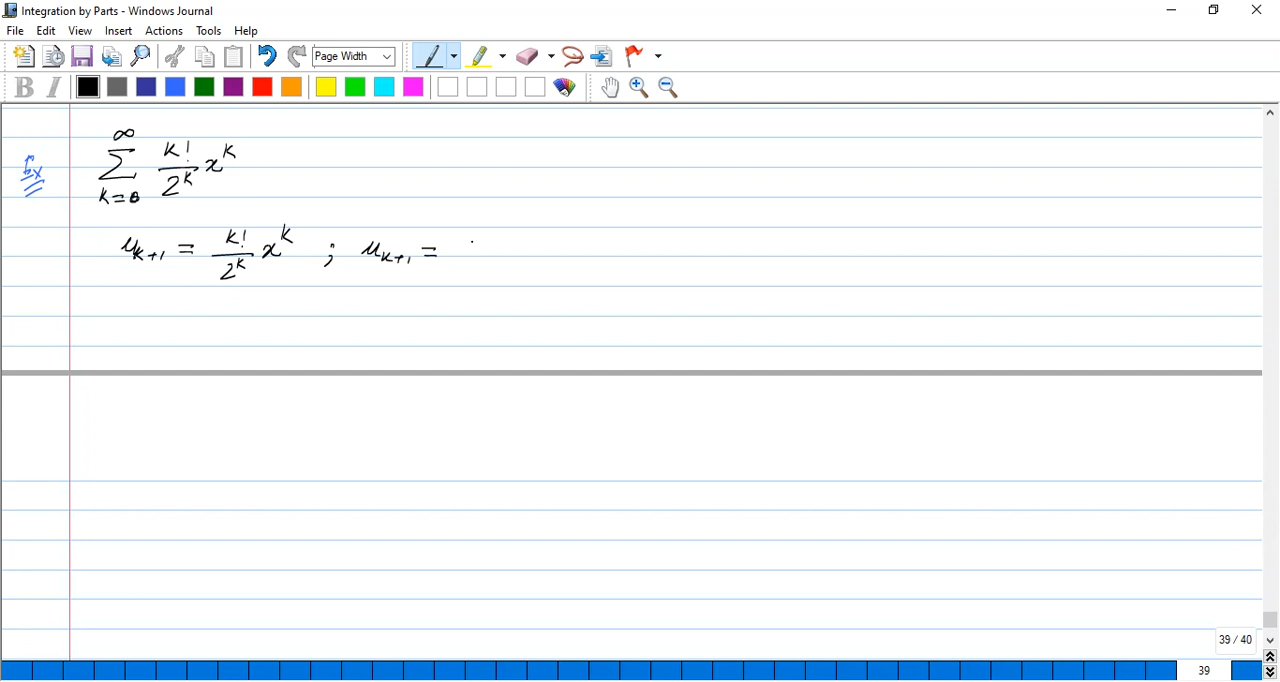 Integration by Parts - Windows Journal
File Edit View Insert Actions Tools Help
Page Width
B I
Ex ∑_{k=0}^{∞} k!/2^k x^k
u_{k+1} = k!/2^k x^k ; u_{k+1} =
39 / 40
39